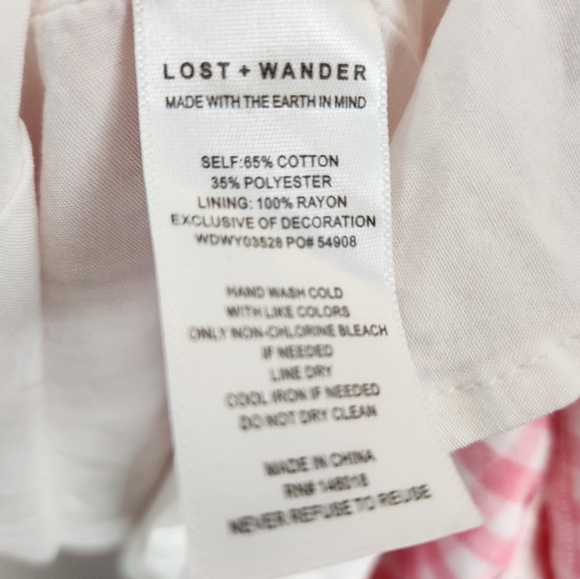 LOST + WANDER
MADE WITH THE EARTH IN MIND
SELF:65% COTTON
35% POLYESTER
LINING: 100% RAYON
EXCLUSIVE OF DECORATION
WDWY03528 PO# 54908
HAND WASH COLD
WITH LIKE COLORS
ONLY NON-CHLORINE BLEACH
IF NEEDED
LINE DRY
COOL IRON IF NEEDED
DO NOT DRY CLEAN
MADE IN CHINA
RN#
NEVER REFUSE TO REUSE